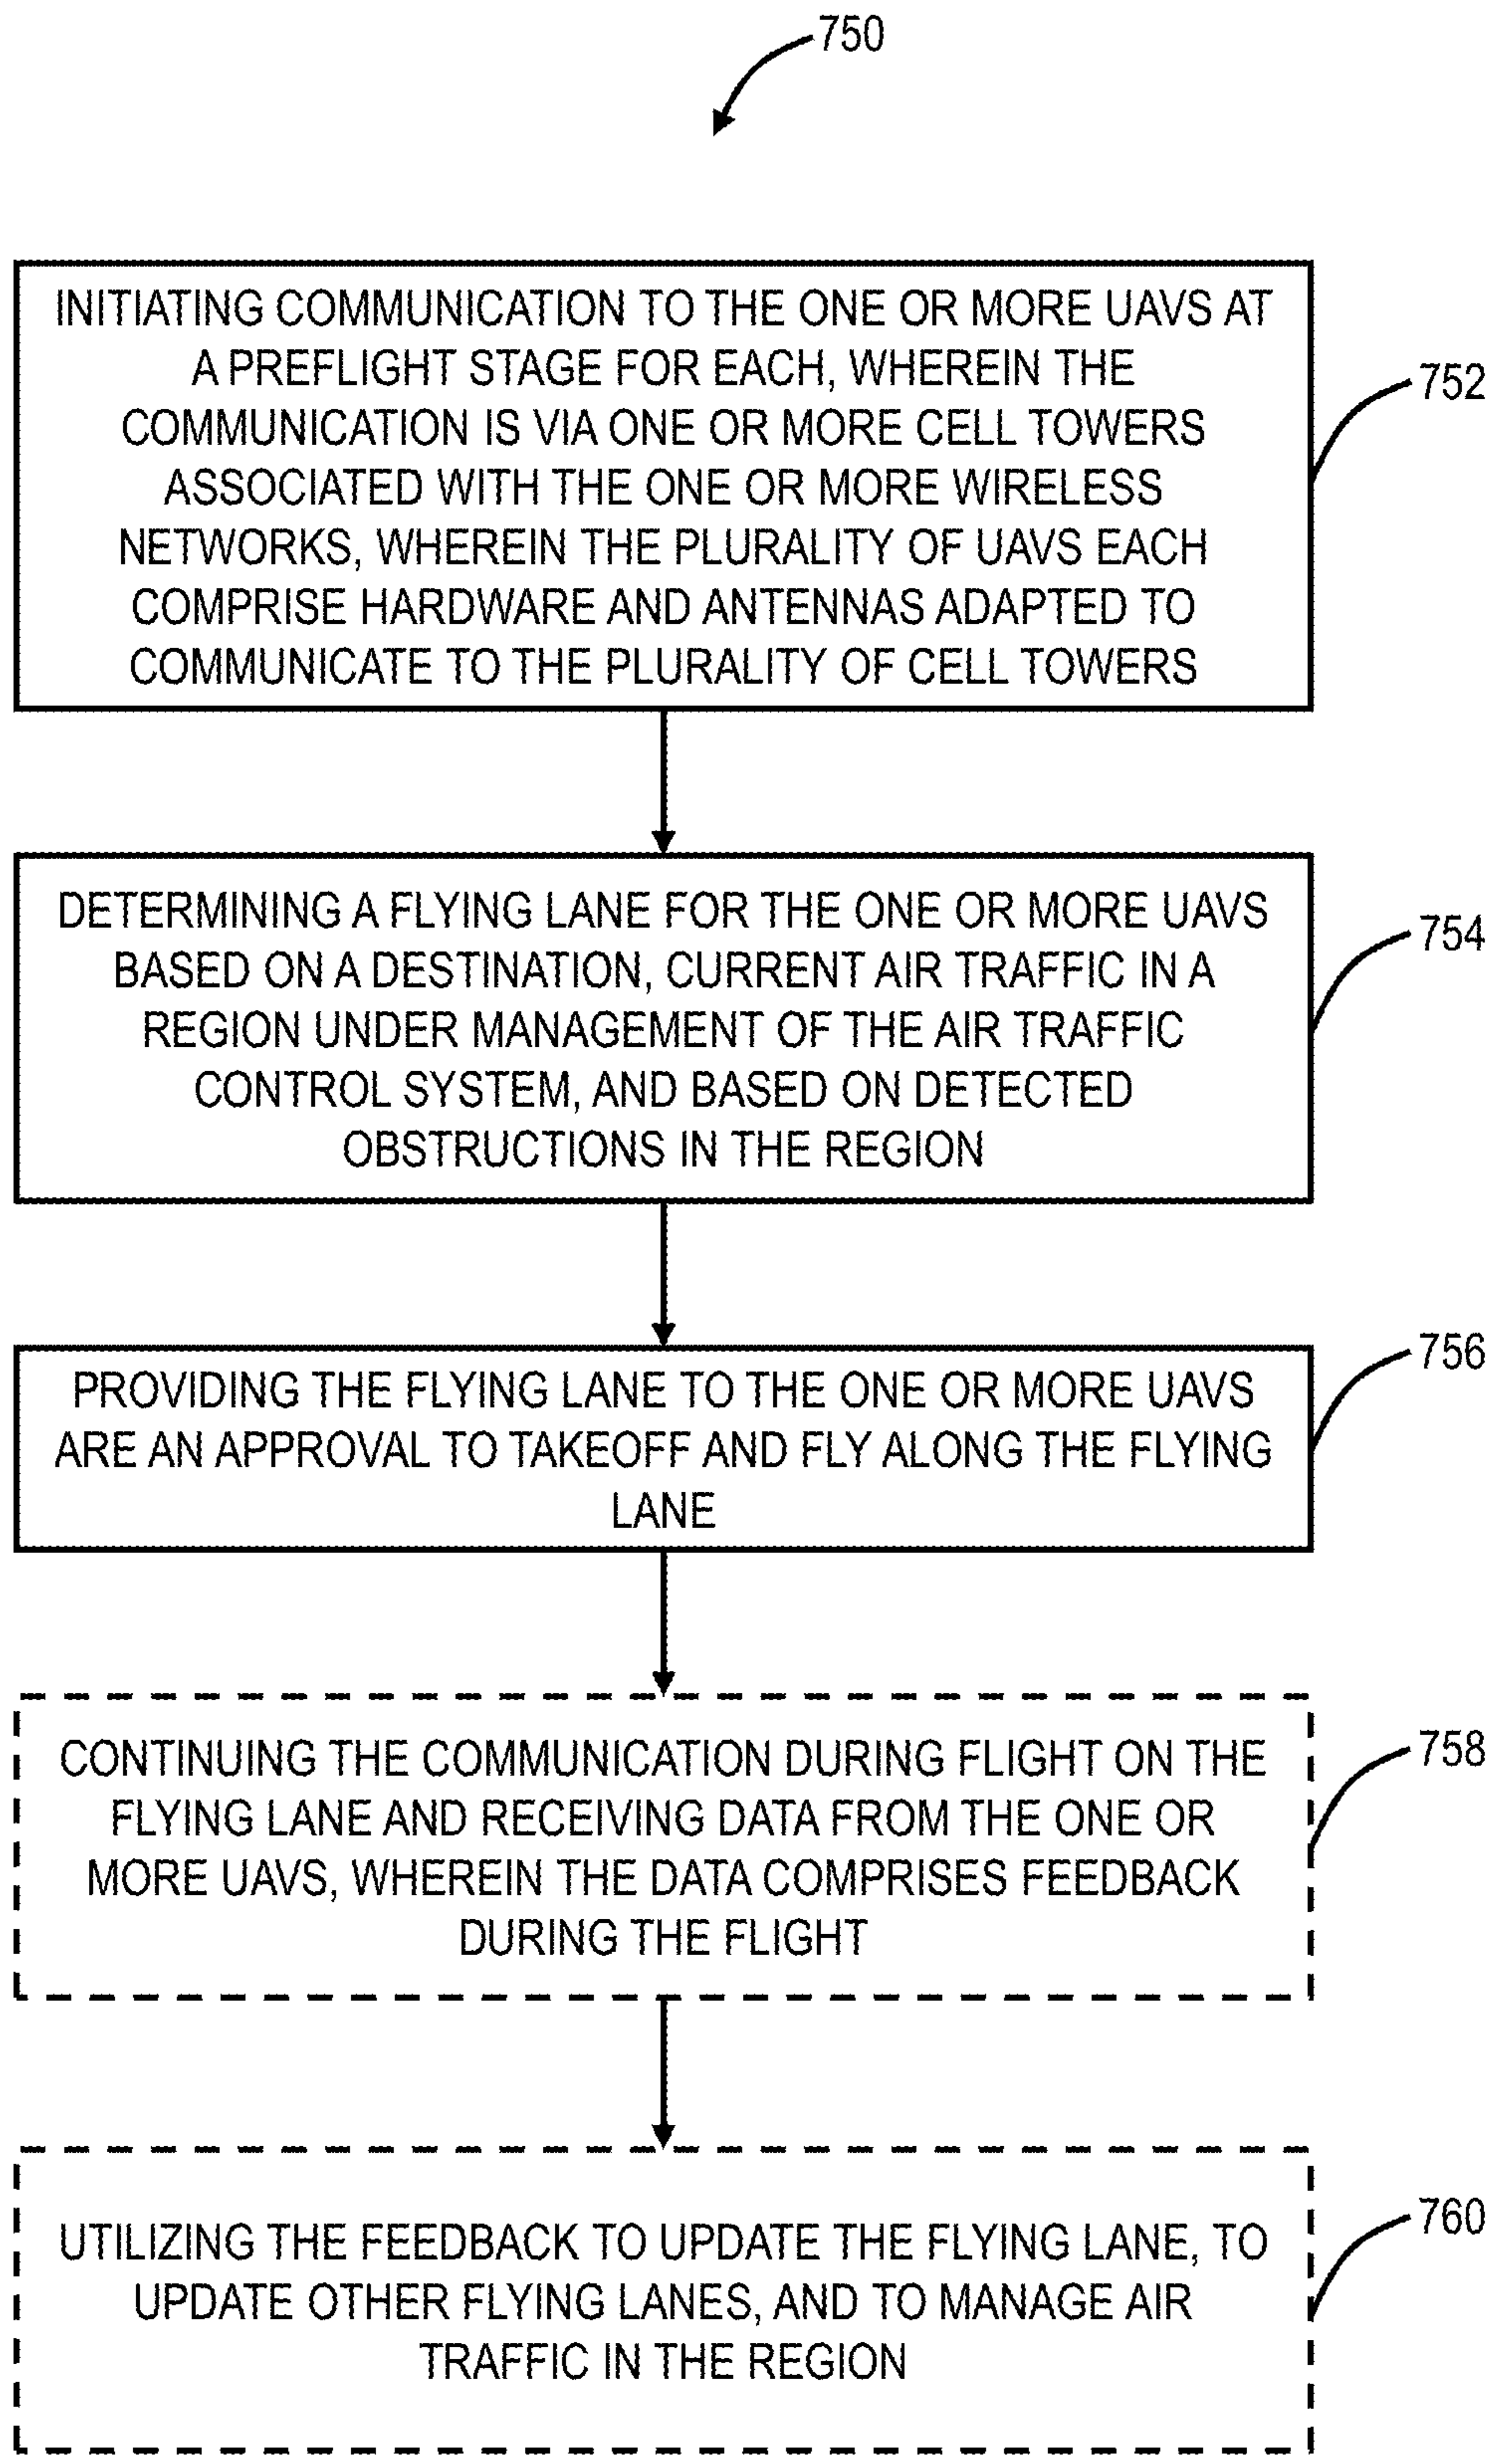 750
INITIATING COMMUNICATION TO THE ONE OR MORE UAVS AT
A PREFLIGHT STAGE FOR EACH, WHEREIN THE
COMMUNICATION IS VIA ONE OR MORE CELL TOWERS
ASSOCIATED WITH THE ONE OR MORE WIRELESS
NETWORKS, WHEREIN THE PLURALITY OF UAVS EACH
COMPRISE HARDWARE AND ANTENNAS ADAPTED TO
COMMUNICATE TO THE PLURALITY OF CELL TOWERS
752
DETERMINING A FLYING LANE FOR THE ONE OR MORE UAVS
BASED ON A DESTINATION, CURRENT AIR TRAFFIC IN A
REGION UNDER MANAGEMENT OF THE AIR TRAFFIC
CONTROL SYSTEM, AND BASED ON DETECTED
OBSTRUCTIONS IN THE REGION
754
PROVIDING THE FLYING LANE TO THE ONE OR MORE UAVS
ARE AN APPROVAL TO TAKEOFF AND FLY ALONG THE FLYING
LANE
756
CONTINUING THE COMMUNICATION DURING FLIGHT ON THE
FLYING LANE AND RECEIVING DATA FROM THE ONE OR
MORE UAVS, WHEREIN THE DATA COMPRISES FEEDBACK
DURING THE FLIGHT
758
UTILIZING THE FEEDBACK TO UPDATE THE FLYING LANE, TO
UPDATE OTHER FLYING LANES, AND TO MANAGE AIR
TRAFFIC IN THE REGION
760